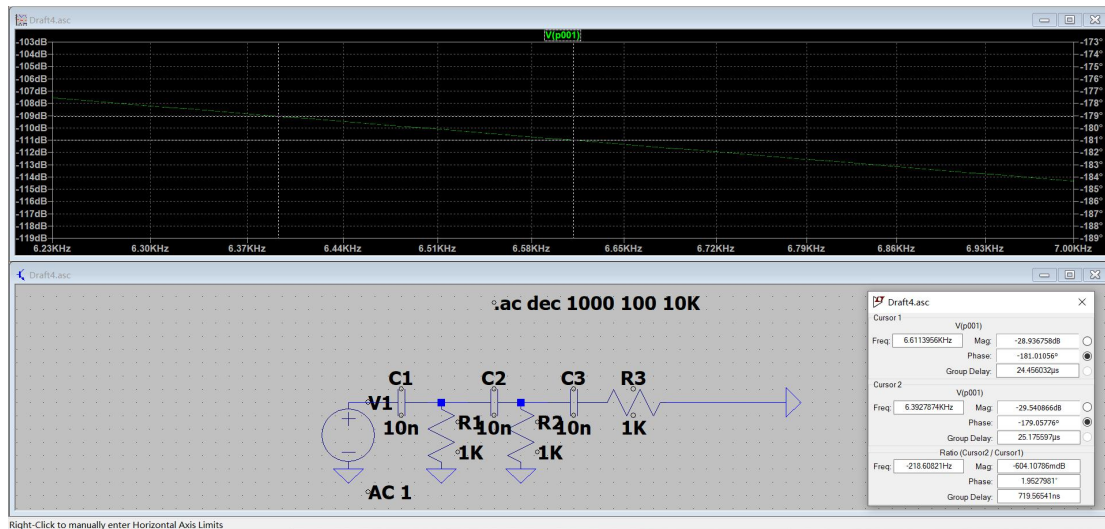 Draft4.asc
V(p001)
-103dB
-104dB
-105dB
-106dB
-107dB
-108dB
-109dB
-110dB
-111dB
-112dB
-113dB
-114dB
-115dB
-116dB
-117dB
-118dB
-119dB
-173°
-174°
-175°
-176°
-177°
-178°
-179°
-180°
-181°
-182°
-183°
-184°
-185°
-186°
-187°
-188°
-189°
6.23KHz 6.30KHz 6.37KHz 6.44KHz 6.51KHz 6.58KHz 6.65KHz 6.72KHz 6.79KHz 6.86KHz 6.93KHz 7.00KHz
Draft4.asc
.ac dec 1000 100 10K
C1 C2 C3 R3
V1
10n R1 10n R2 10n 1K
1K 1K
AC 1
Draft4.asc
Cursor 1
V(p001)
Freq: 6.6113956KHz Mag: -28.936758dB
Phase: -181.01056°
Group Delay: 24.456032µs
Cursor 2
V(p001)
Freq: 6.3927874KHz Mag: -29.540866dB
Phase: -179.05776°
Group Delay: 25.175597µs
Ratio (Cursor2 / Cursor1)
Freq: -218.60821Hz Mag: -604.10786mdB
Phase: 1.9527981°
Group Delay: 719.56541ns
Right-Click to manually enter Horizontal Axis Limits